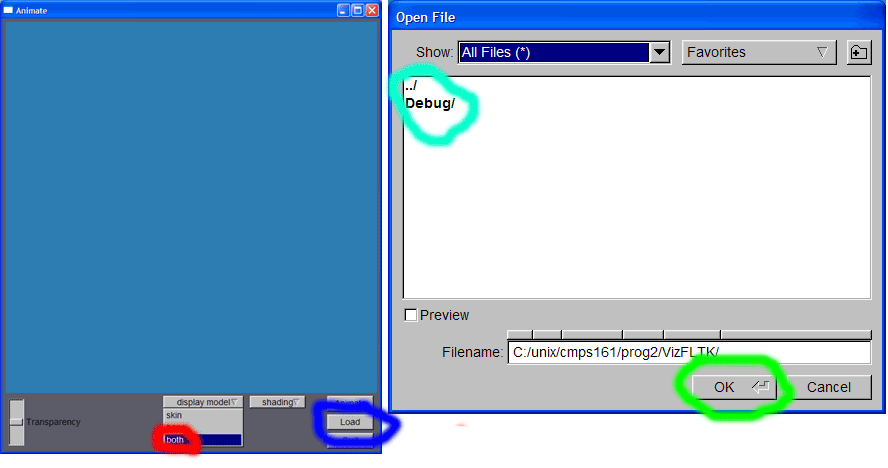 Animate
display model
shading
skin
both
Transparency
Load
Open File
Show: All Files (*) Favorites
../
Debug/
Preview
Filename: C:/unix/cmps161/prog2/VizFLTK/
OK Cancel